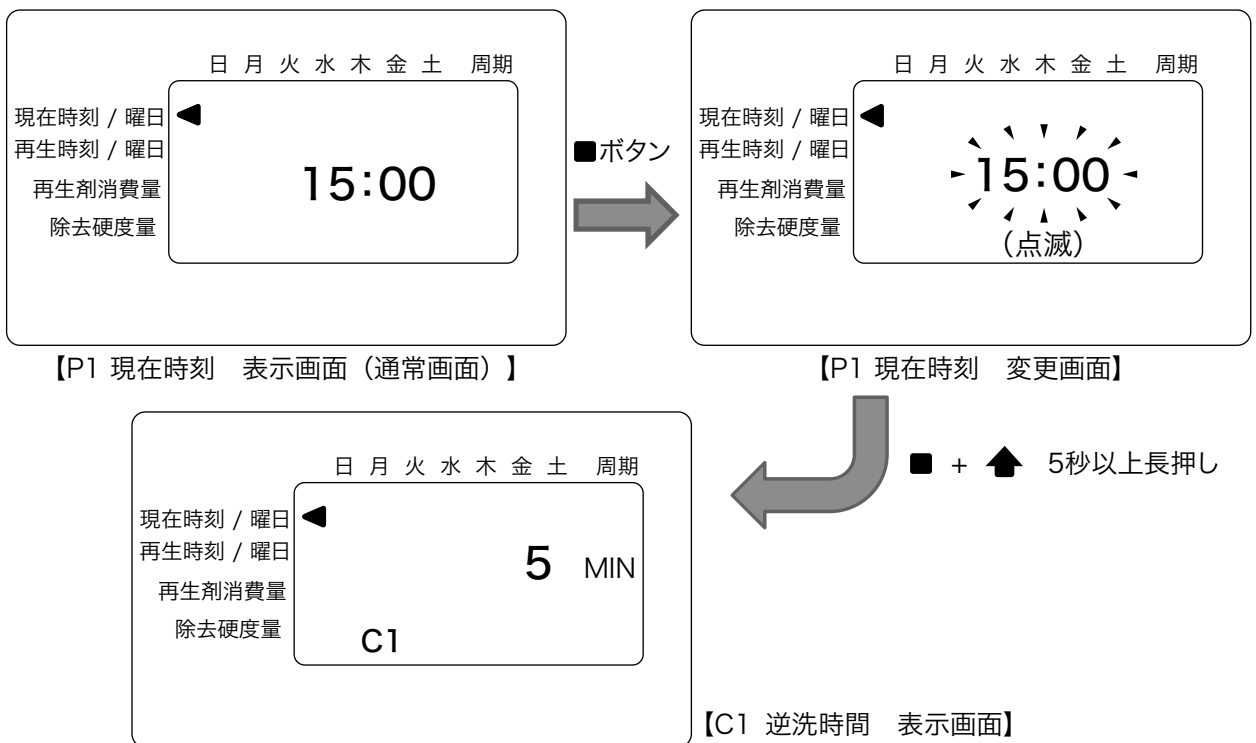 日 月 火 水 木 金 土 周期
現在時刻 / 曜日
再生時刻 / 曜日
再生剤消費量
除去硬度量
15:00
【P1 現在時刻　表示画面（通常画面）】
■ボタン
日 月 火 水 木 金 土 周期
現在時刻 / 曜日
再生時刻 / 曜日
再生剤消費量
除去硬度量
15:00
（点滅）
【P1 現在時刻　変更画面】
■ + ⬆ 5秒以上長押し
日 月 火 水 木 金 土 周期
現在時刻 / 曜日
再生時刻 / 曜日
再生剤消費量
除去硬度量
5 MIN
C1
【C1 逆洗時間　表示画面】